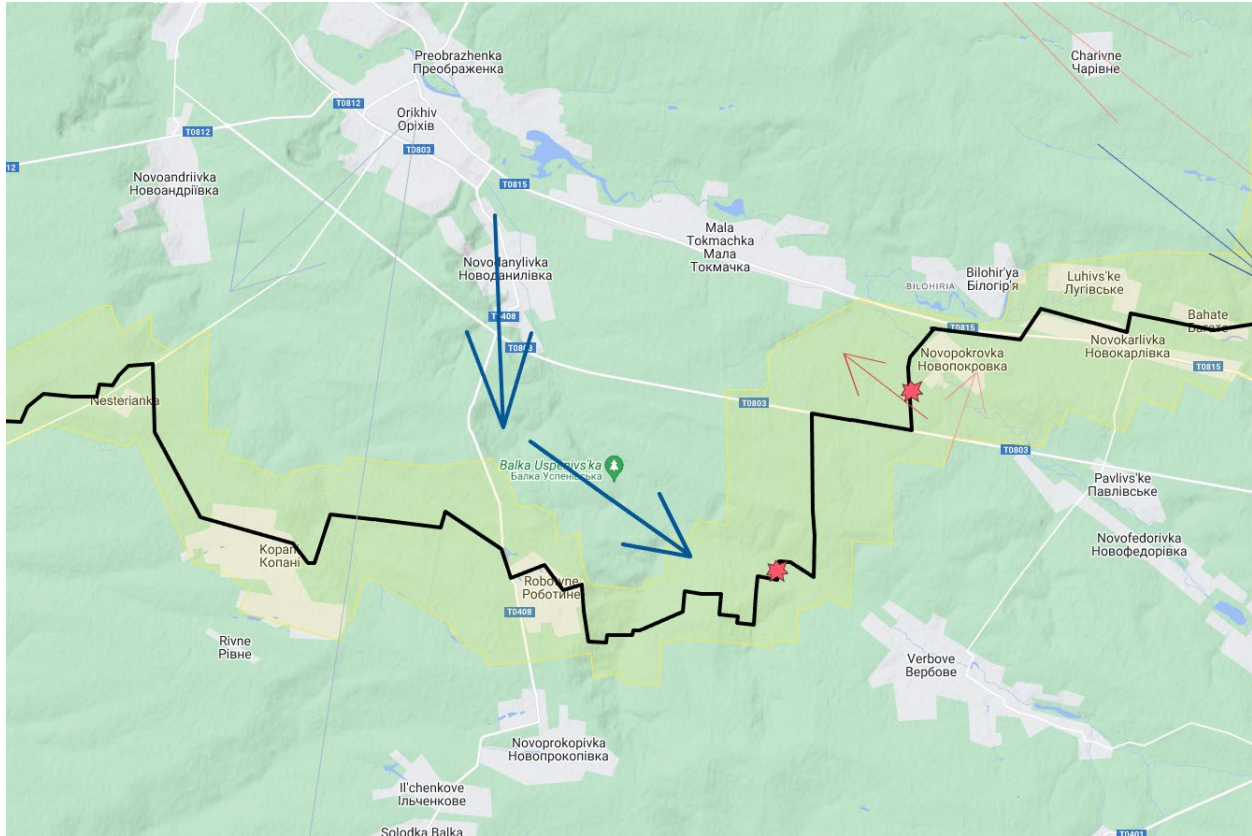 Preobrazhenka
Преображенка
Charivne
Чарівне
T0812
Orikhiv
Оріхів
T0812
T0803
12
T0815
Novoandriivka
Новоандріївка
Mala
Tokmachka
Мала
Токмачка
Novodanylivka
Новоданилівка
Bilohir'ya
Білогір'я
BILOHIRIA
Luhivs'ke
Лугівське
T0408
Bahate
Багате
T0815
T0803
Novokarlivka
Новокарлівка
Novopokrovka
Новопокровка
T0815
Nesterianka
T0803
T0803
Balka Uspenivs'ka
Балка Успенівська
Pavlivs'ke
Павлівське
Novofedorivka
Новофедорівка
Kopani
Копані
Robotyne
Роботине
T0408
Rivne
Рівне
Verbove
Вербове
Novoprokopivka
Новопрокопівка
Il'chenkove
Ільченкове
Solodka Balka
T0401